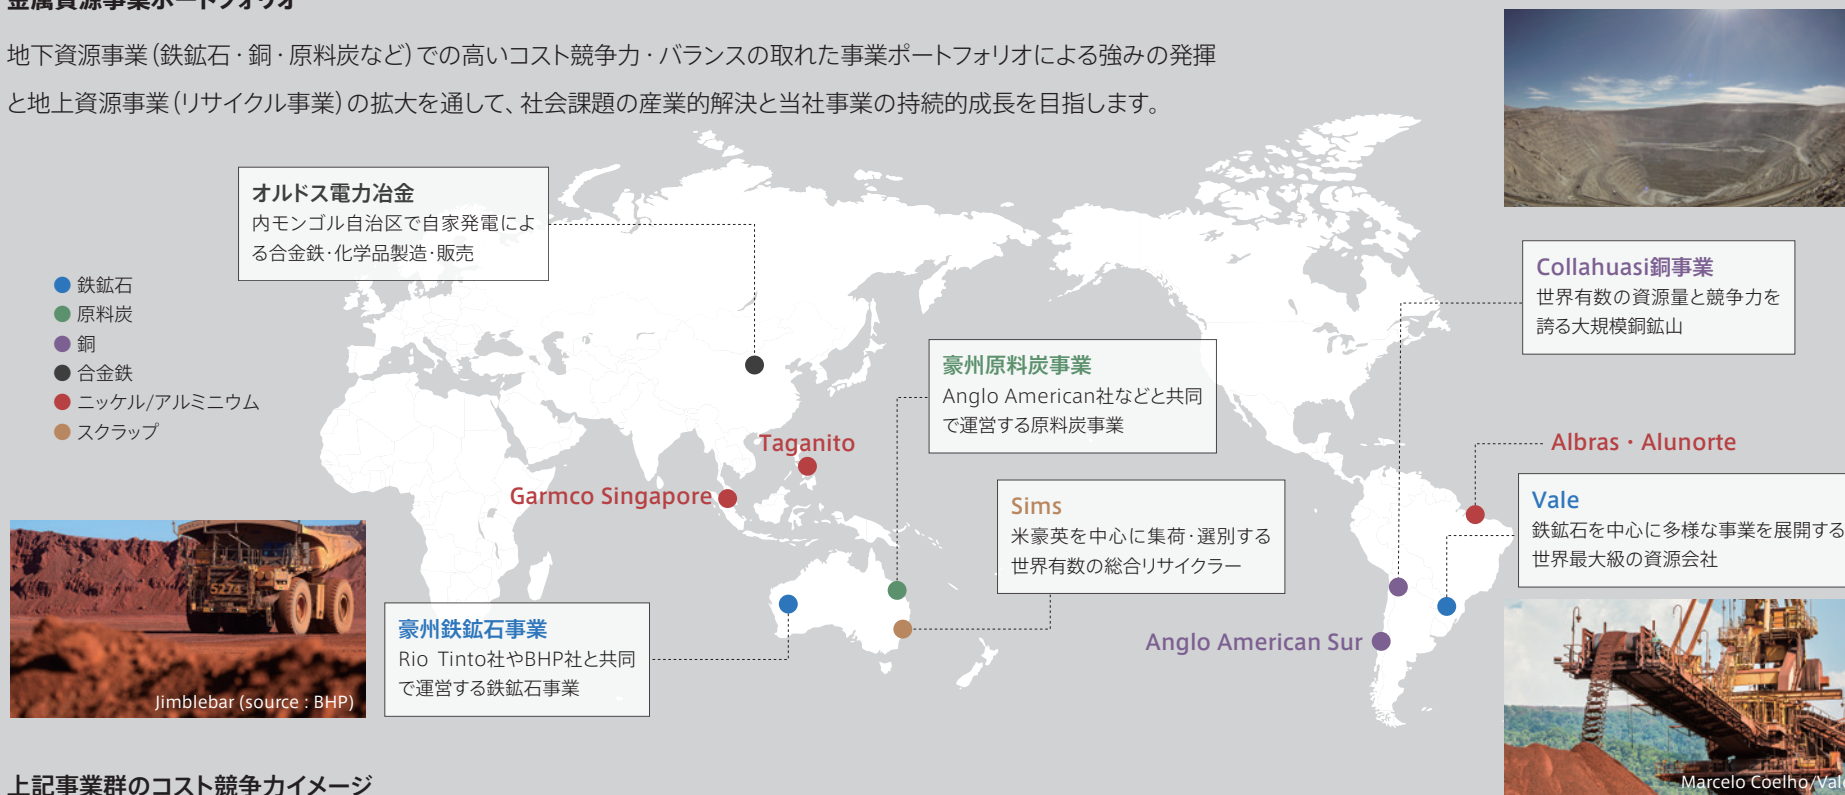 金属資源事業ポートフォリオ
地下資源事業（鉄鉱石・銅・原料炭など）での高いコスト競争力・バランスの取れた事業ポートフォリオによる強みの発揮
と地上資源事業（リサイクル事業）の拡大を通して、社会課題の産業的解決と当社事業の持続的成長を目指します。
オルドス電力冶金
内モンゴル自治区で自家発電によ
る合金鉄・化学品製造・販売
鉄鉱石
原料炭
銅
合金鉄
ニッケル/アルミニウム
スクラップ
Collahuasi銅事業
世界有数の資源量と競争力を
誇る大規模銅鉱山
豪州原料炭事業
Anglo American社などと共同
で運営する原料炭事業
Taganito
Garmco Singapore
Albras・Alunorte
Sims
米豪英を中心に集荷・選別する
世界有数の総合リサイクラー
Vale
鉄鉱石を中心に多様な事業を展開する
世界最大級の資源会社
5274
豪州鉄鉱石事業
Rio Tinto社やBHP社と共同
で運営する鉄鉱石事業
Anglo American Sur
Jimblebar (source : BHP)
Marcelo Coelho/Vale
上記事業群のコスト競争力イメージ